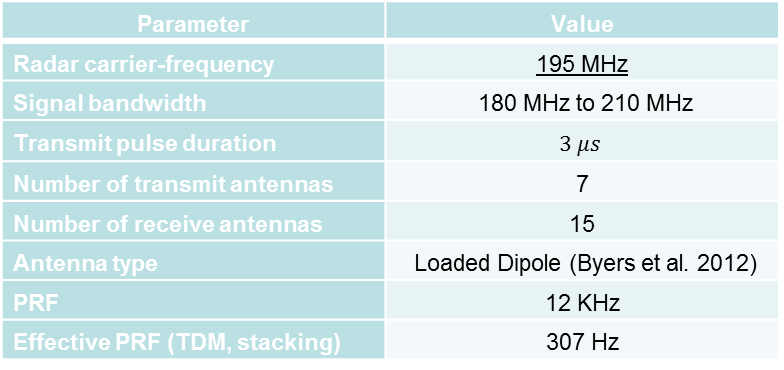 Parameter Value
Radar carrier-frequency 195 MHz
Signal bandwidth 180 MHz to 210 MHz
Transmit pulse duration 3 𝜇𝑠
Number of transmit antennas 7
Number of receive antennas 15
Antenna type Loaded Dipole (Byers et al. 2012)
PRF 12 KHz
Effective PRF (TDM, stacking) 307 Hz